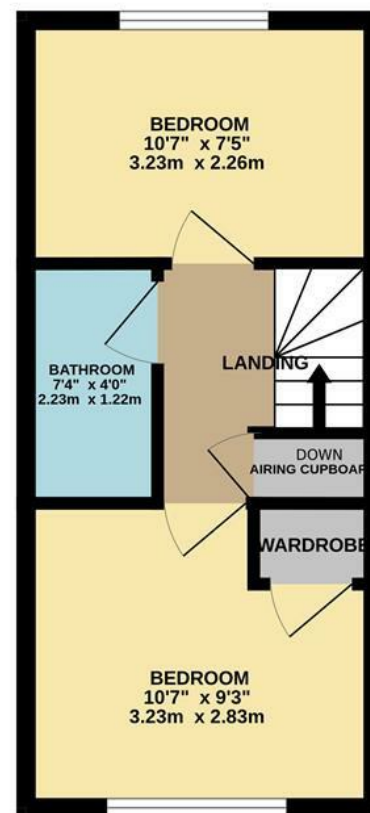 BEDROOM
10'7" x 7'5"
3.23m x 2.26m
LANDING
BATHROOM
7'4" x 4'0"
2.23m x 1.22m
DOWN
AIRING CUPBOAR
WARDROBE
BEDROOM
10'7" x 9'3"
3.23m x 2.83m